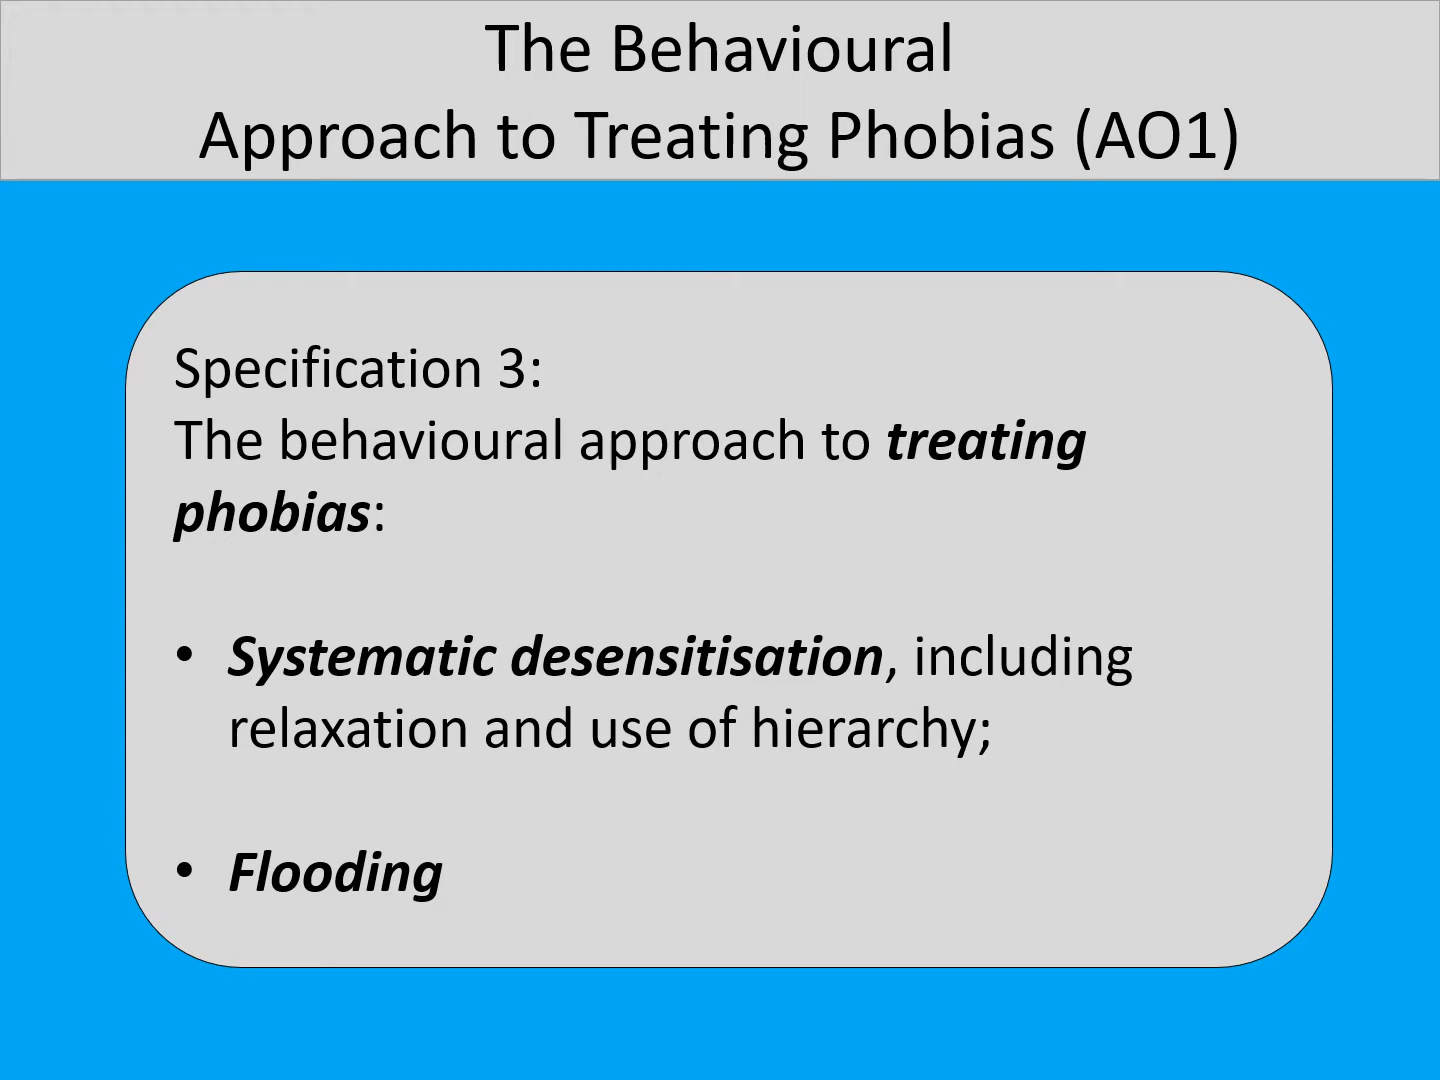 The Behavioural
Approach to Treating Phobias (AO1)
Specification 3:
The behavioural approach to treating
phobias:
• Systematic desensitisation, including
relaxation and use of hierarchy;
• Flooding